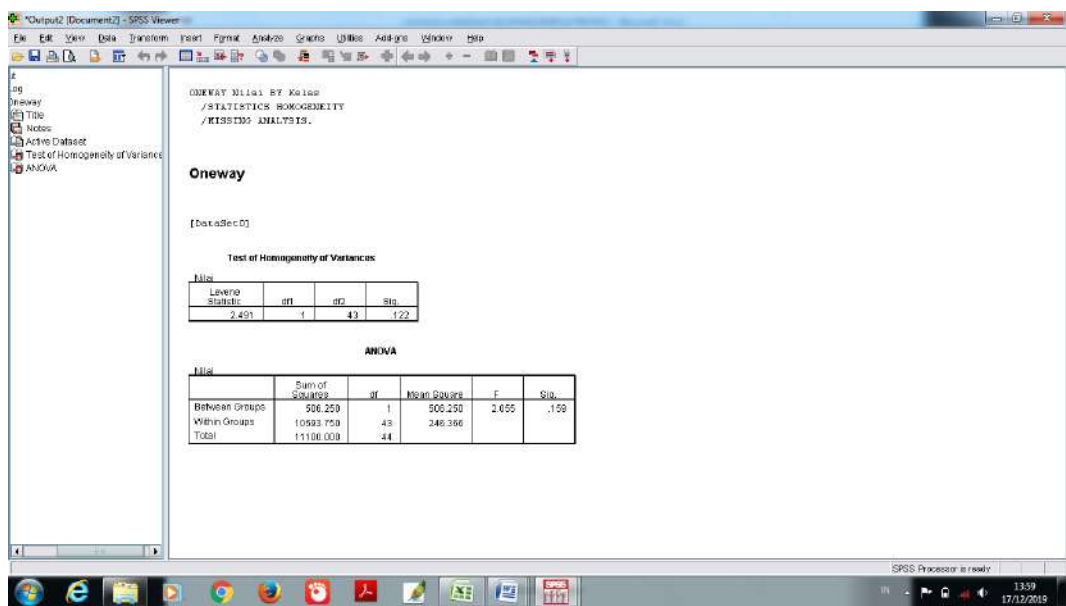 *Output2 [Document2] - SPSS Viewer
File Edit View Data Transform Insert Format Analyze Graphs Utilities Add-ons Window Help
t
Log
Oneway
Title
Notes
Active Dataset
Test of Homogeneity of Variance
ANOVA
ONEWAY Nilai BY Kelas
/STATISTICS HOMOGENEITY
/MISSING ANALYSIS.
Oneway
[DataSet0]
Test of Homogeneity of Variances
Nilai
Levene Statistic df1 df2 Sig.
2.491 1 43 .122
ANOVA
Nilai
Sum of Squares df Mean Square F Sig.
Between Groups 506.250 1 506.250 2.055 .159
Within Groups 10593.750 43 246.366
Total 11100.000 44
SPSS Processor is ready
IN 13:59
17/12/2019